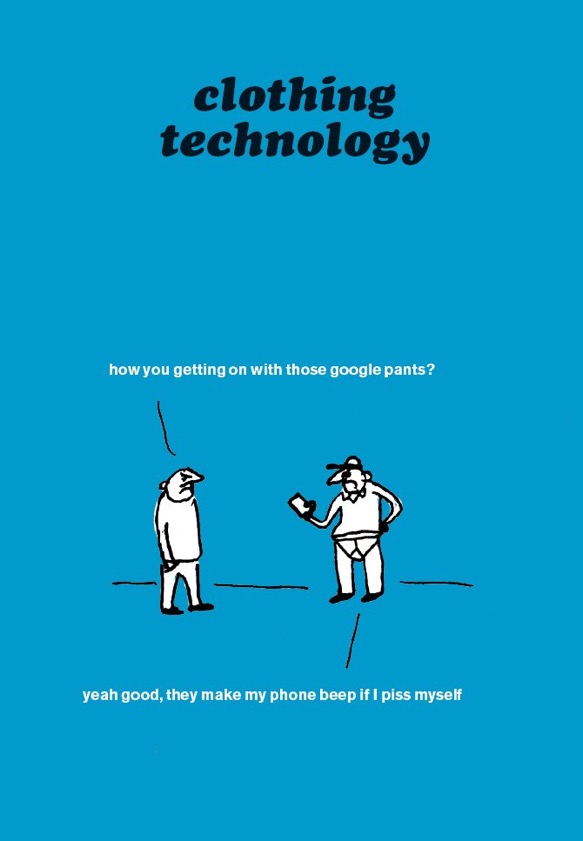 clothing
technology
how you getting on with those google pants?
yeah good, they make my phone beep if I piss myself